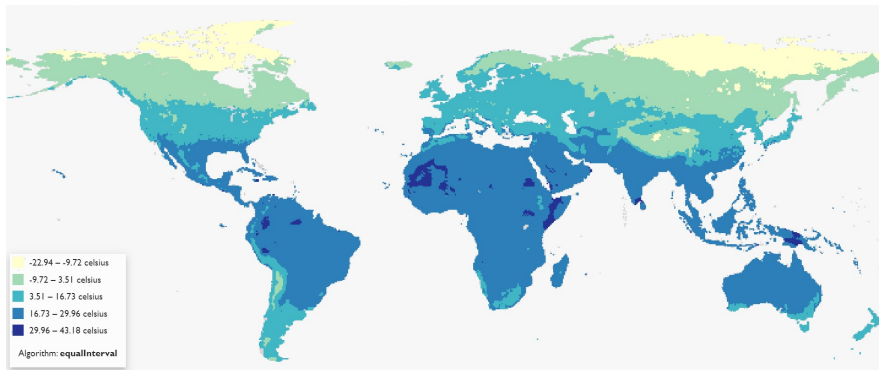 -22.94 – -9.72 celsius
-9.72 – 3.51 celsius
3.51 – 16.73 celsius
16.73 – 29.96 celsius
29.96 – 43.18 celsius
Algorithm: equalInterval